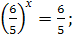 (6/5)^x = 6/5;